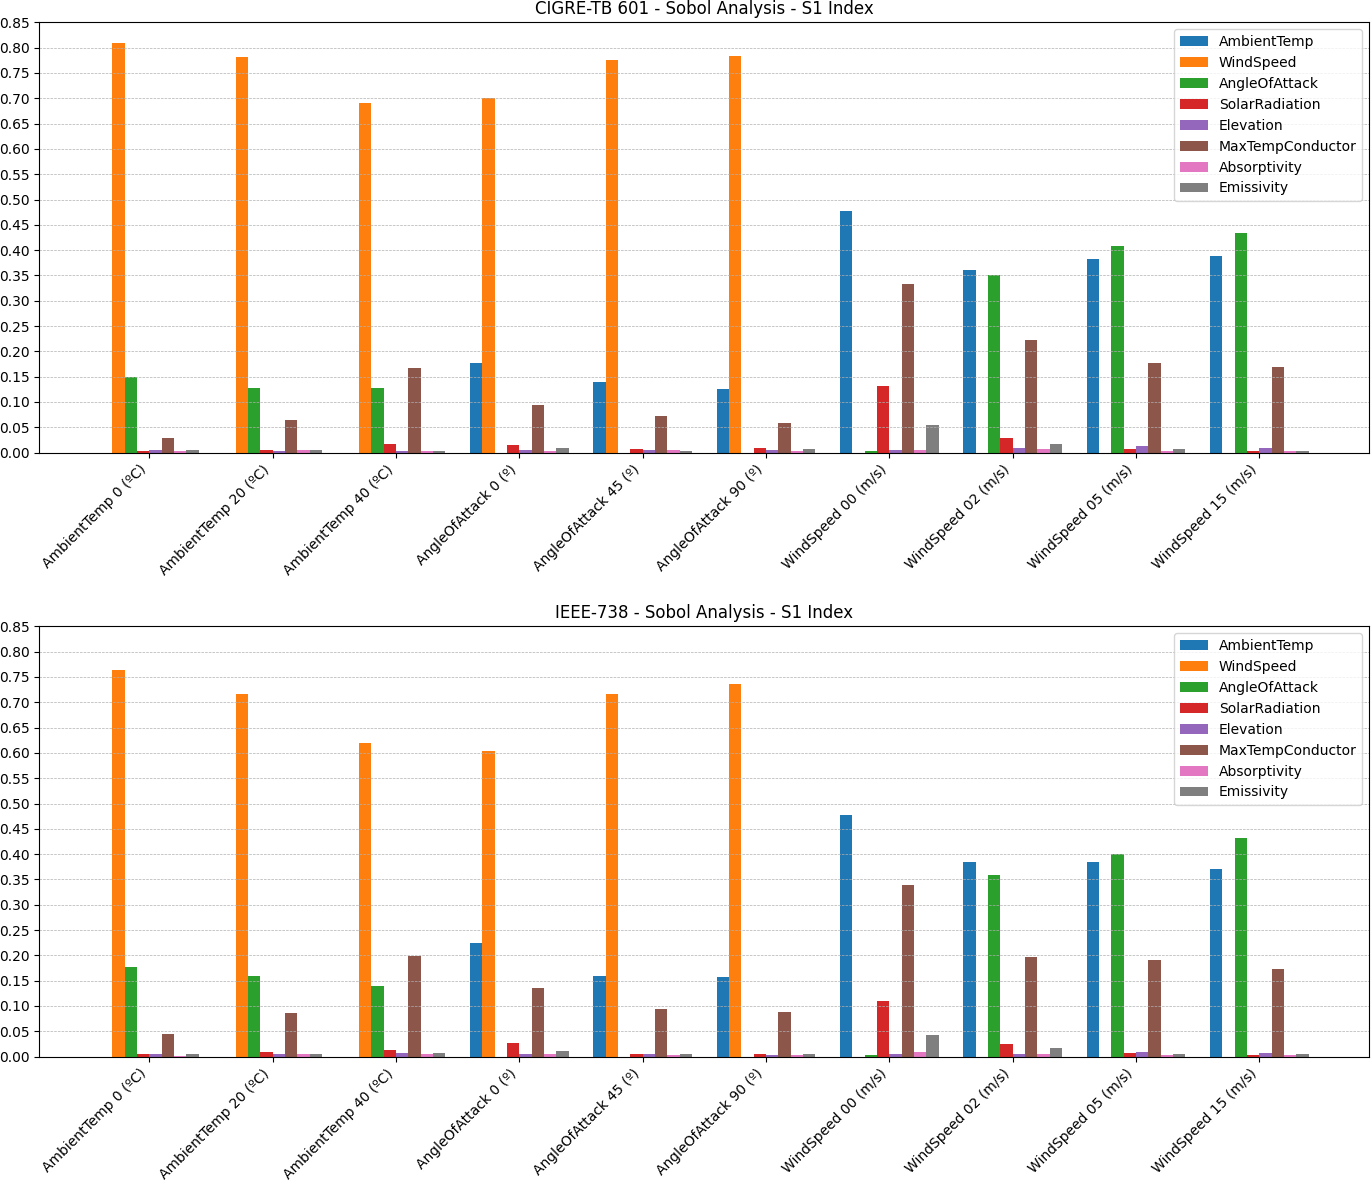 CIGRE-TB 601 - Sobol Analysis - S1 Index
0.85
0.80
0.75
0.70
0.65
0.60
0.55
0.50
0.45
0.40
0.35
0.30
0.25
0.20
0.15
0.10
0.05
0.00
AmbientTemp
WindSpeed
AngleOfAttack
SolarRadiation
Elevation
MaxTempConductor
Absorptivity
Emissivity
AmbientTemp 0 (ºC)
AmbientTemp 20 (ºC)
AmbientTemp 40 (ºC)
AngleOfAttack 0 (º)
AngleOfAttack 45 (º)
AngleOfAttack 90 (º)
WindSpeed 00 (m/s)
WindSpeed 02 (m/s)
WindSpeed 05 (m/s)
WindSpeed 15 (m/s)
IEEE-738 - Sobol Analysis - S1 Index
0.85
0.80
0.75
0.70
0.65
0.60
0.55
0.50
0.45
0.40
0.35
0.30
0.25
0.20
0.15
0.10
0.05
0.00
AmbientTemp
WindSpeed
AngleOfAttack
SolarRadiation
Elevation
MaxTempConductor
Absorptivity
Emissivity
AmbientTemp 0 (ºC)
AmbientTemp 20 (ºC)
AmbientTemp 40 (ºC)
AngleOfAttack 0 (º)
AngleOfAttack 45 (º)
AngleOfAttack 90 (º)
WindSpeed 00 (m/s)
WindSpeed 02 (m/s)
WindSpeed 05 (m/s)
WindSpeed 15 (m/s)